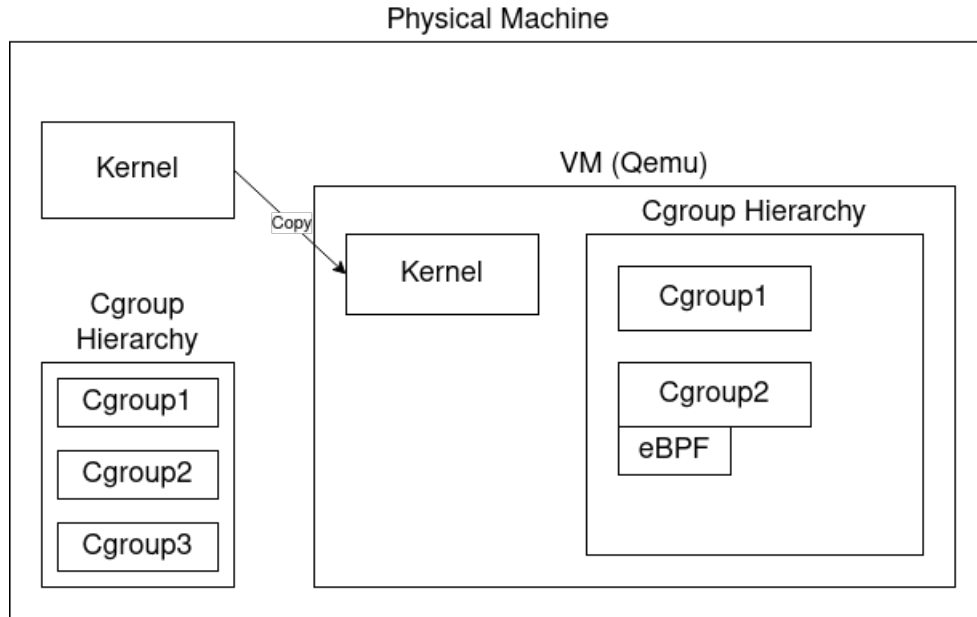 Physical Machine
Kernel
Copy
VM (Qemu)
Cgroup Hierarchy
Kernel
Cgroup1
Cgroup2
eBPF
Cgroup
Hierarchy
Cgroup1
Cgroup2
Cgroup3